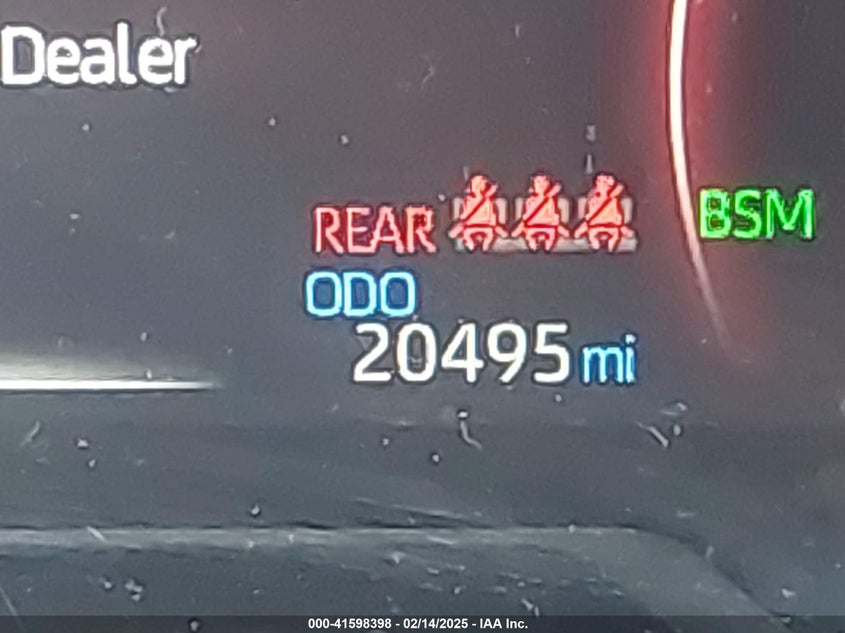 Dealer
REAR
BSM
ODO
20495 mi
000-41598398 - 02/14/2025 - IAA Inc.